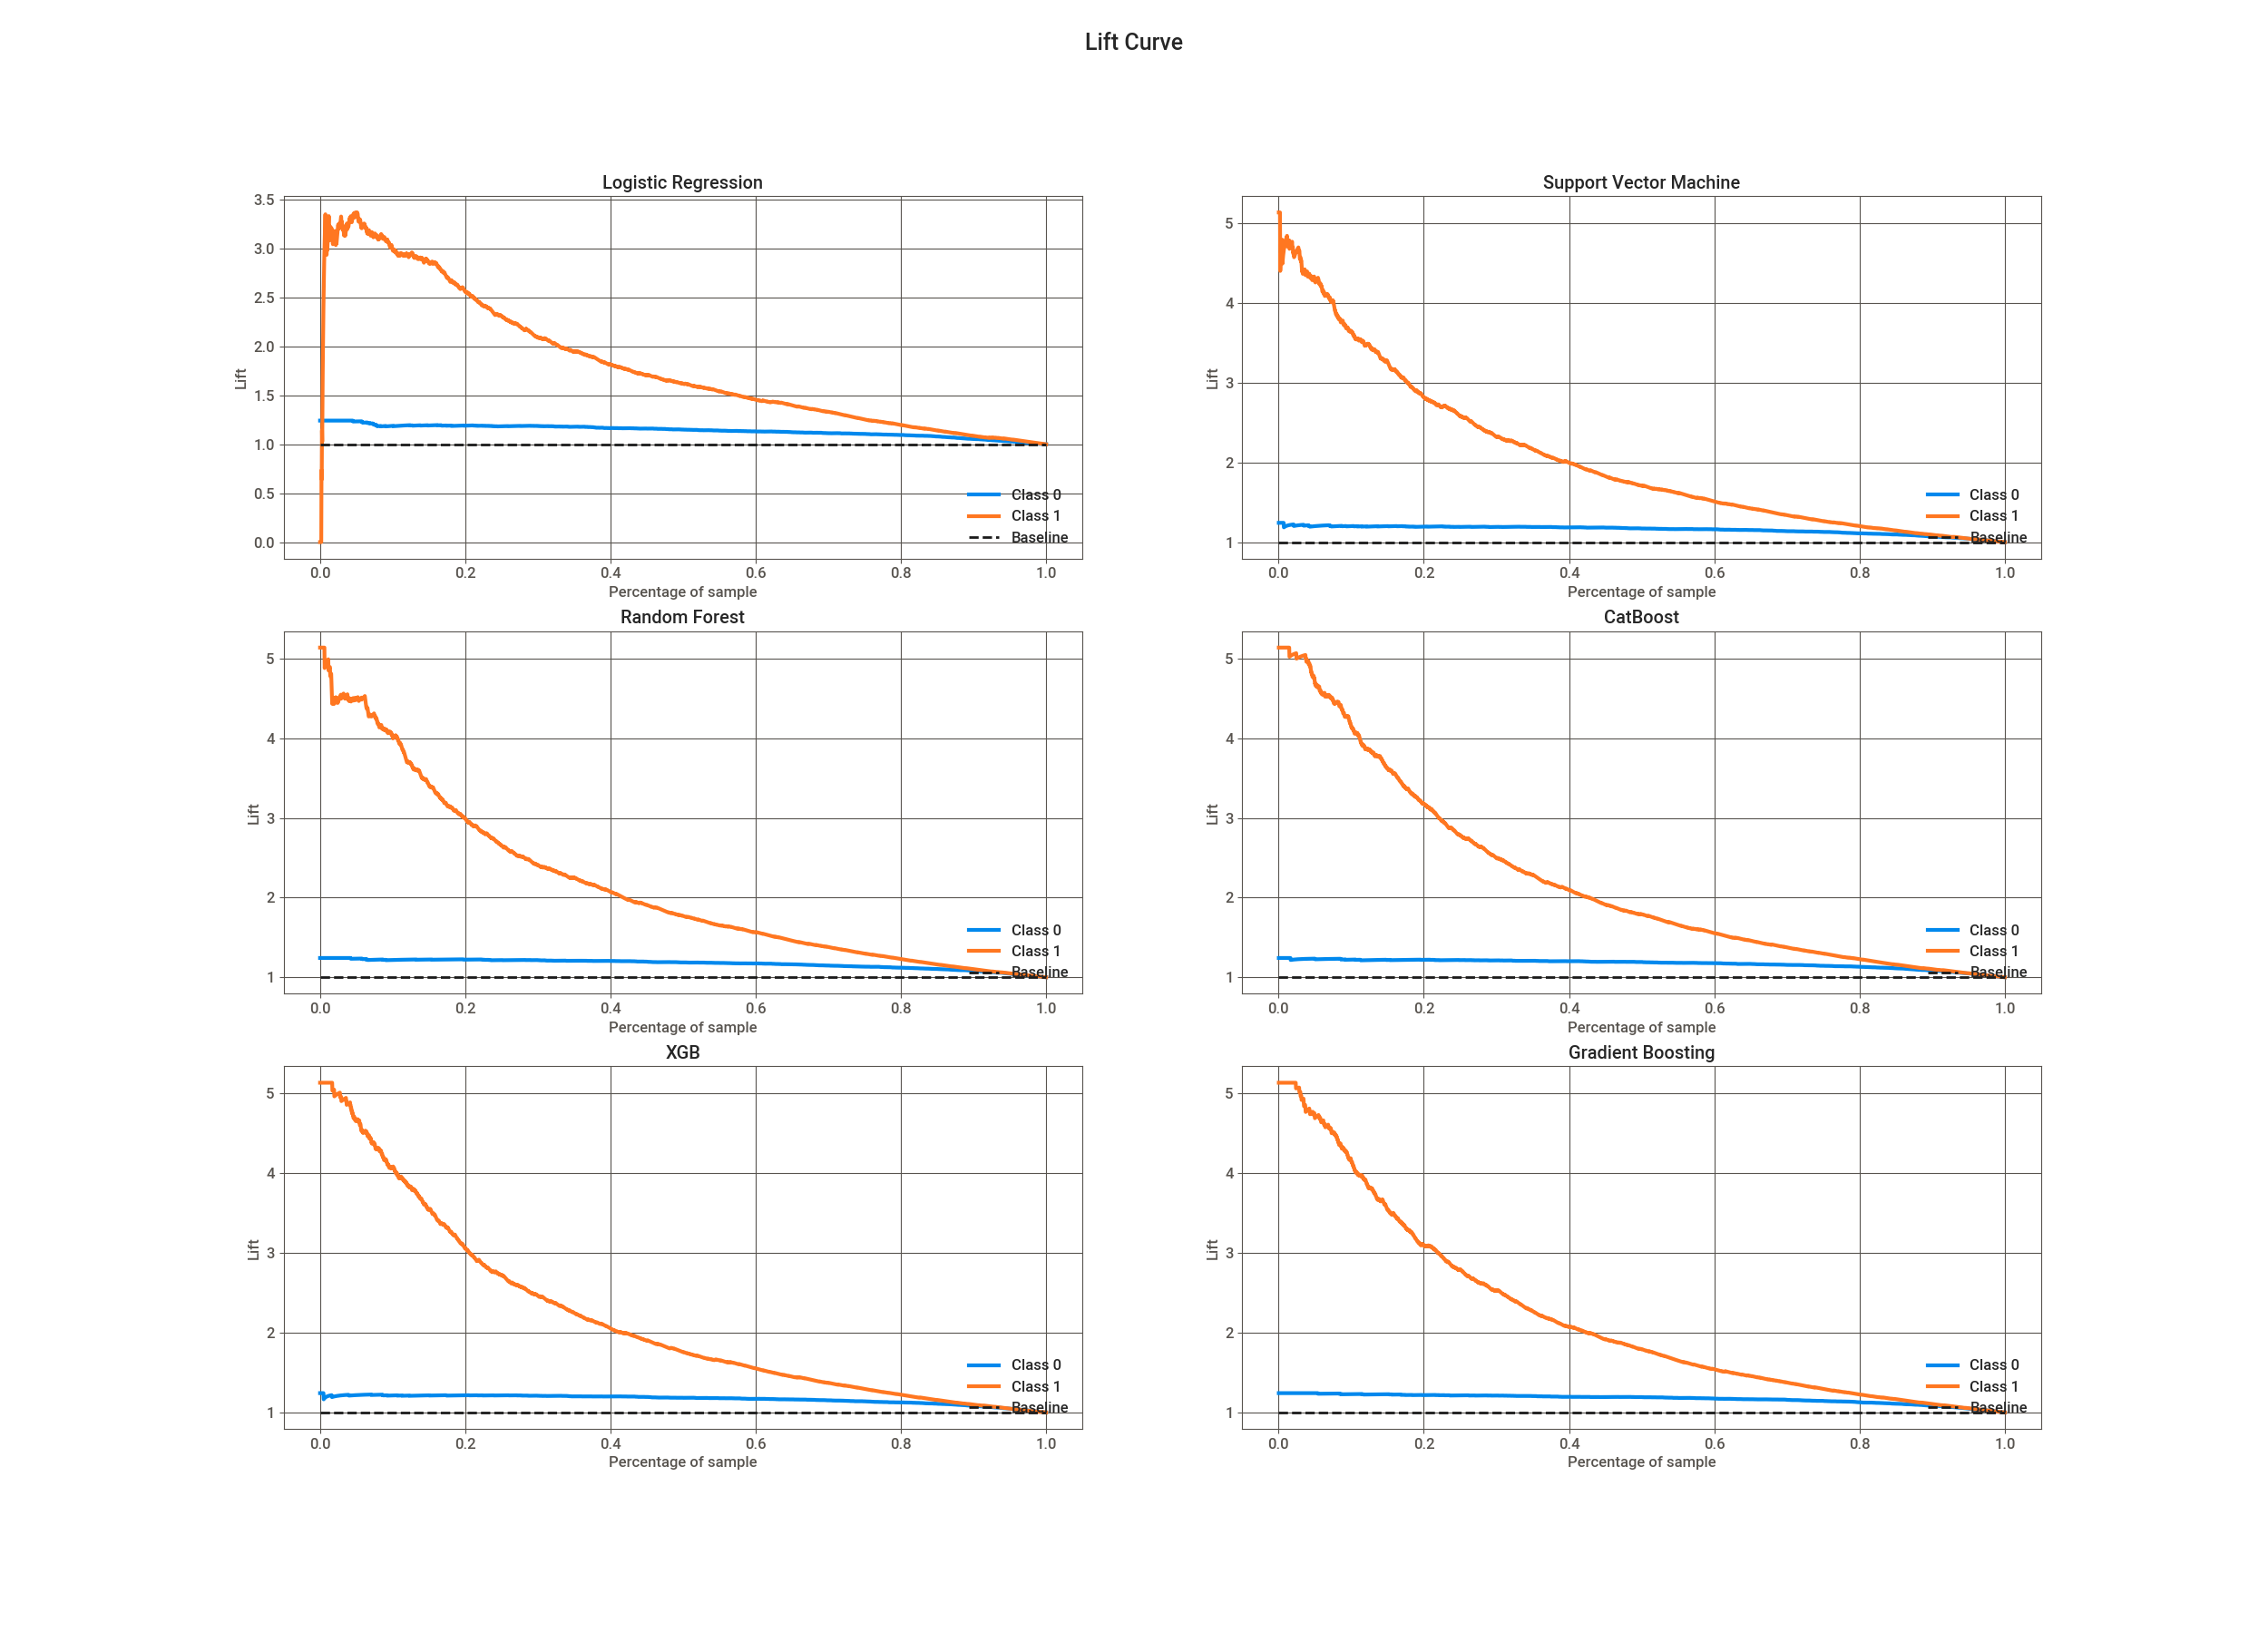 Lift Curve
Logistic Regression
3.5
3.0
2.5
2.0
1.5
1.0
0.5
0.0
Lift
Class 0
Class 1
Baseline
0.0 0.2 0.4 0.6 0.8 1.0
Percentage of sample
Support Vector Machine
5
4
3
2
1
Lift
Class 0
Class 1
Baseline
0.0 0.2 0.4 0.6 0.8 1.0
Percentage of sample
Random Forest
5
4
3
2
1
Lift
Class 0
Class 1
Baseline
0.0 0.2 0.4 0.6 0.8 1.0
Percentage of sample
CatBoost
5
4
3
2
1
Lift
Class 0
Class 1
Baseline
0.0 0.2 0.4 0.6 0.8 1.0
Percentage of sample
XGB
5
4
3
2
1
Lift
Class 0
Class 1
Baseline
0.0 0.2 0.4 0.6 0.8 1.0
Percentage of sample
Gradient Boosting
5
4
3
2
1
Lift
Class 0
Class 1
Baseline
0.0 0.2 0.4 0.6 0.8 1.0
Percentage of sample